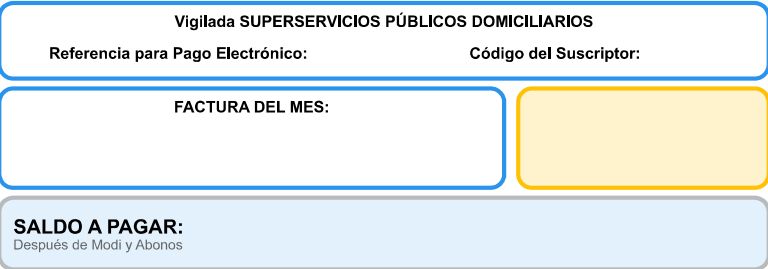 Vigilada SUPERSERVICIOS PÚBLICOS DOMICILIARIOS
Referencia para Pago Electrónico: Código del Suscriptor:
FACTURA DEL MES:
SALDO A PAGAR:
Después de Modi y Abonos